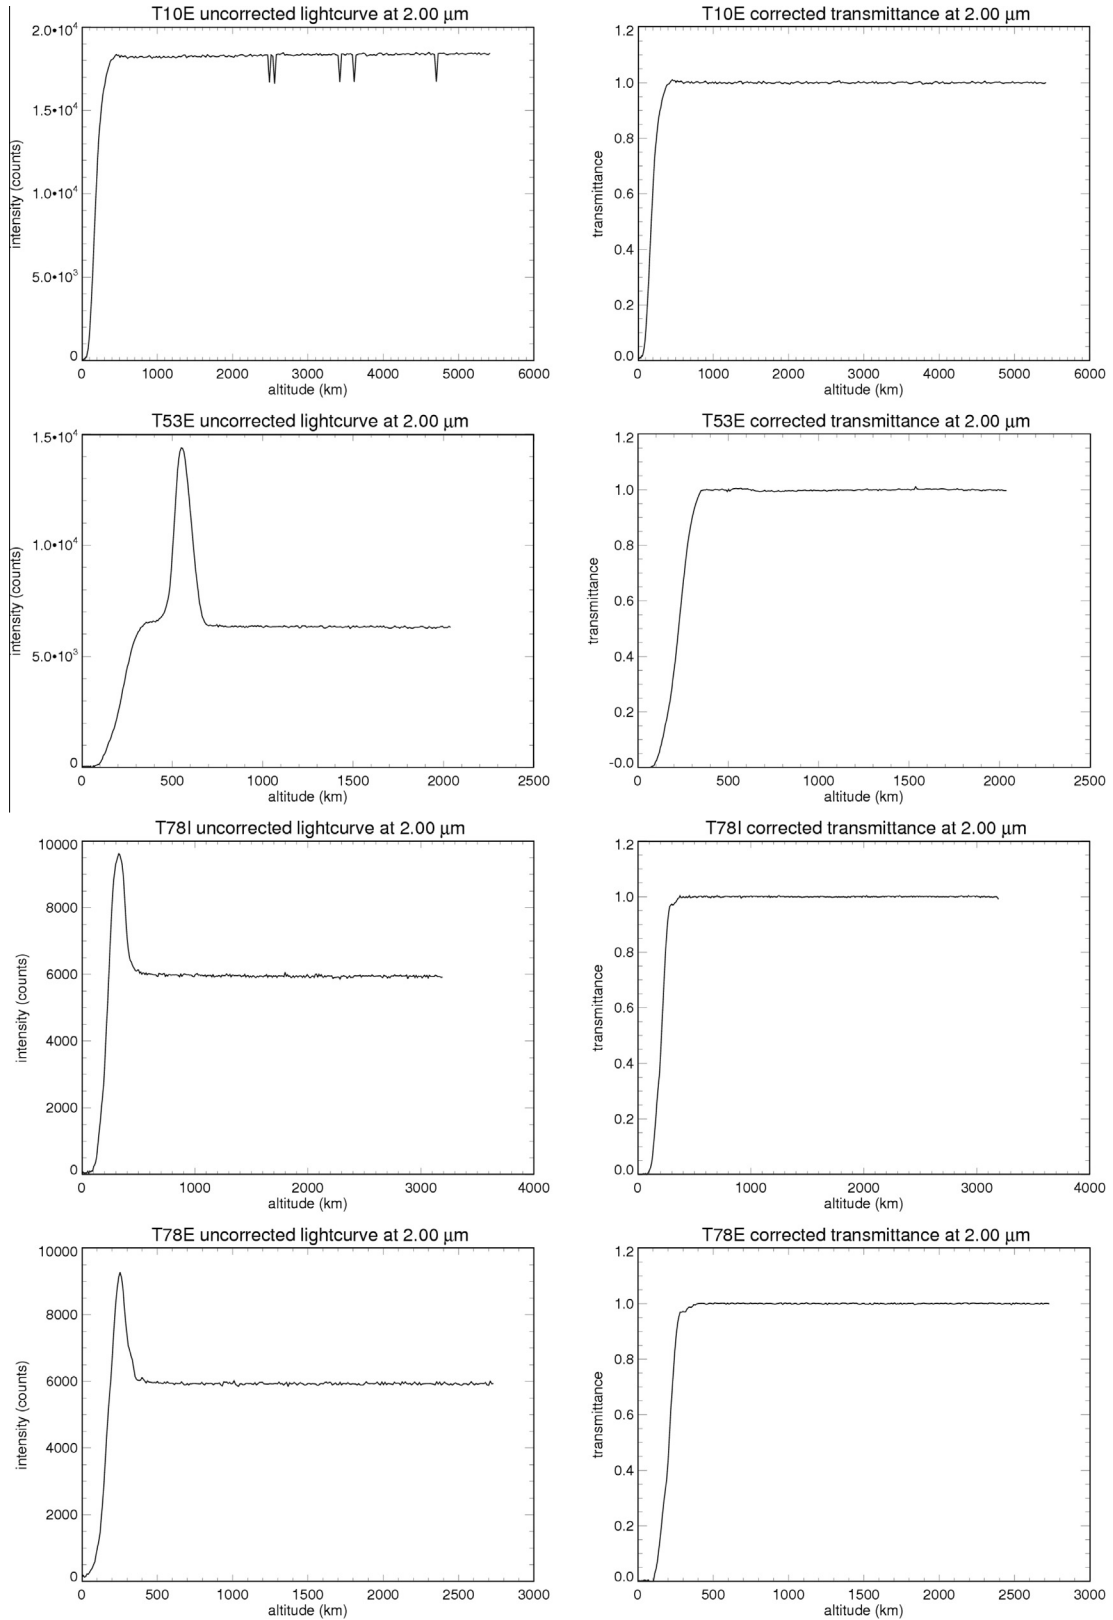 T10E uncorrected lightcurve at 2.00 μm
2.0•10⁴
1.5•10⁴
1.0•10⁴
5.0•10³
0
intensity (counts)
0 1000 2000 3000 4000 5000 6000
altitude (km)
T10E corrected transmittance at 2.00 μm
1.2
1.0
0.8
0.6
0.4
0.2
0.0
transmittance
0 1000 2000 3000 4000 5000 6000
altitude (km)
T53E uncorrected lightcurve at 2.00 μm
1.5•10⁴
1.0•10⁴
5.0•10³
0
intensity (counts)
0 500 1000 1500 2000 2500
altitude (km)
T53E corrected transmittance at 2.00 μm
1.2
1.0
0.8
0.6
0.4
0.2
-0.0
transmittance
0 500 1000 1500 2000 2500
altitude (km)
T78I uncorrected lightcurve at 2.00 μm
10000
8000
6000
4000
2000
0
intensity (counts)
0 1000 2000 3000 4000
altitude (km)
T78I corrected transmittance at 2.00 μm
1.2
1.0
0.8
0.6
0.4
0.2
0.0
transmittance
0 1000 2000 3000 4000
altitude (km)
T78E uncorrected lightcurve at 2.00 μm
10000
8000
6000
4000
2000
0
intensity (counts)
0 500 1000 1500 2000 2500 3000
altitude (km)
T78E corrected transmittance at 2.00 μm
1.2
1.0
0.8
0.6
0.4
0.2
0.0
transmittance
0 500 1000 1500 2000 2500 3000
altitude (km)